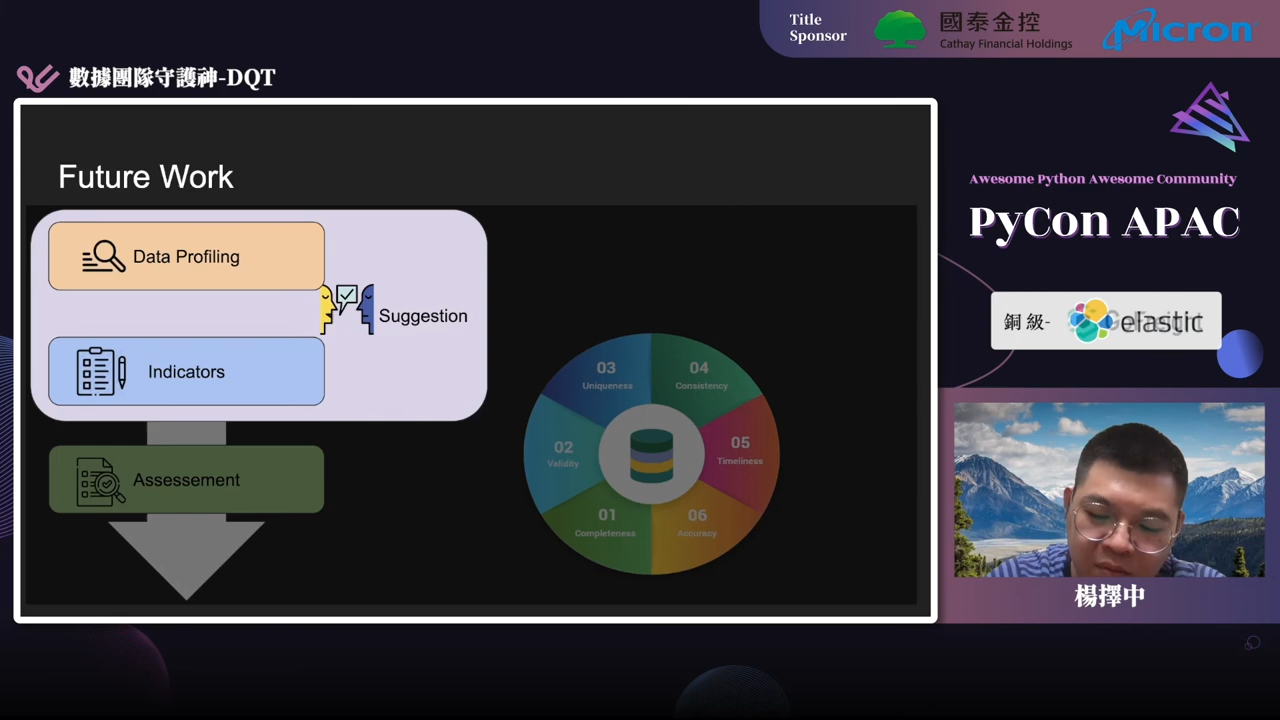 Title
Sponsor
國泰金控
Cathay Financial Holdings
Micron
數據團隊守護神-DQT
Awesome Python Awesome Community
PyCon APAC
銅級-
elastic
楊擇中
Future Work
Data Profiling
Suggestion
Indicators
Assessement
03
Uniqueness
04
Consistency
02
Validity
05
Timeliness
01
Completeness
06
Accuracy